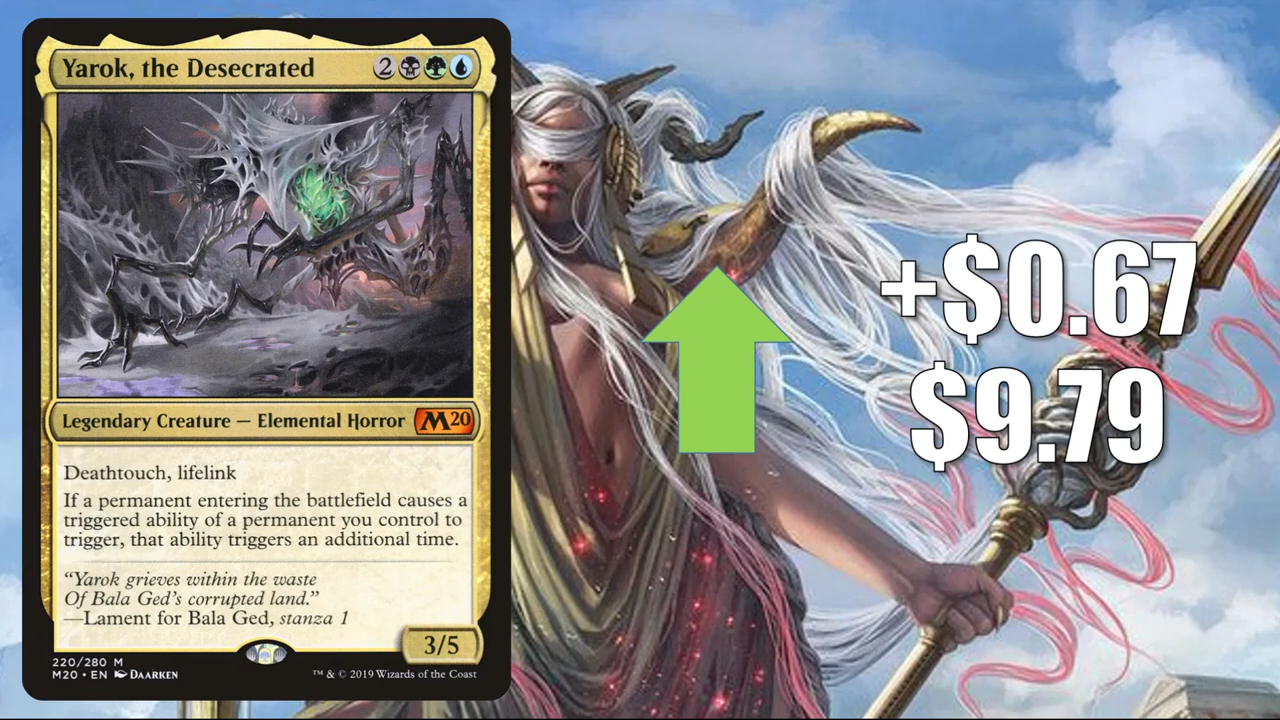 Yarok, the Desecrated 2
Legendary Creature — Elemental Horror M20
Deathtouch, lifelink
If a permanent entering the battlefield causes a
triggered ability of a permanent you control to
trigger, that ability triggers an additional time.
“Yarok grieves within the waste
Of Bala Ged’s corrupted land.”
—Lament for Bala Ged, stanza 1
3/5
220/280 M
M20 • EN DAARKEN
™ & © 2019 Wizards of the Coast
+$0.67
$9.79